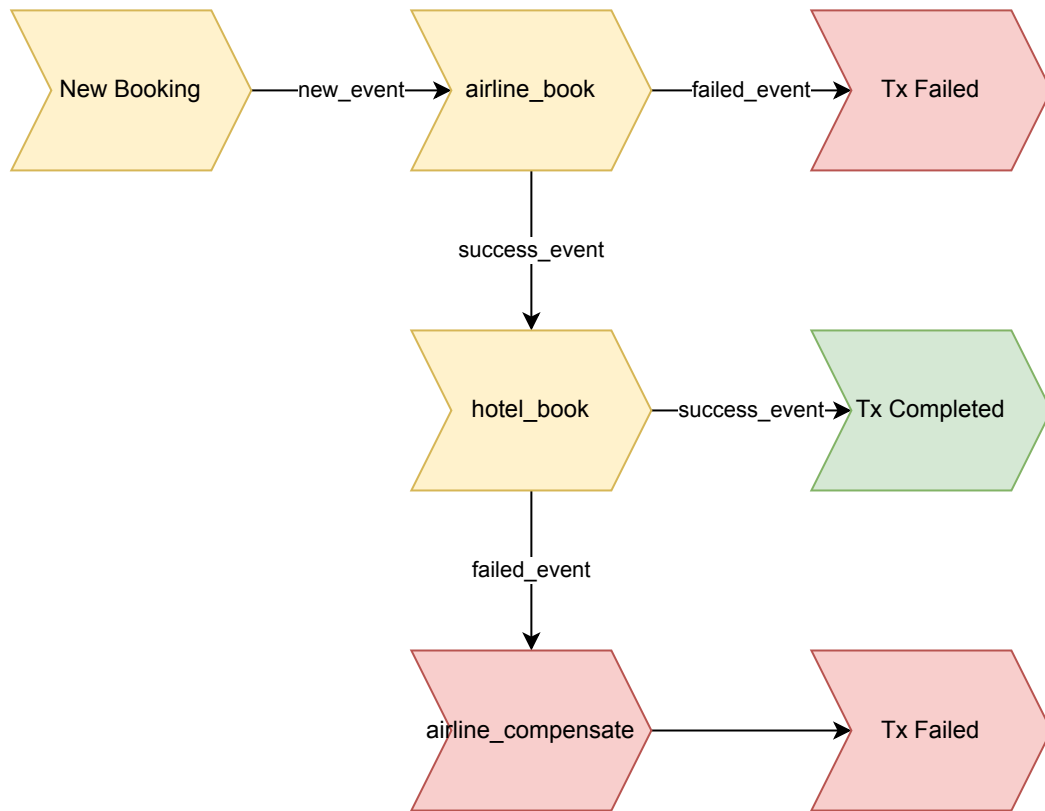 New Booking
new_event
airline_book
failed_event
Tx Failed
success_event
hotel_book
success_event
Tx Completed
failed_event
airline_compensate
Tx Failed